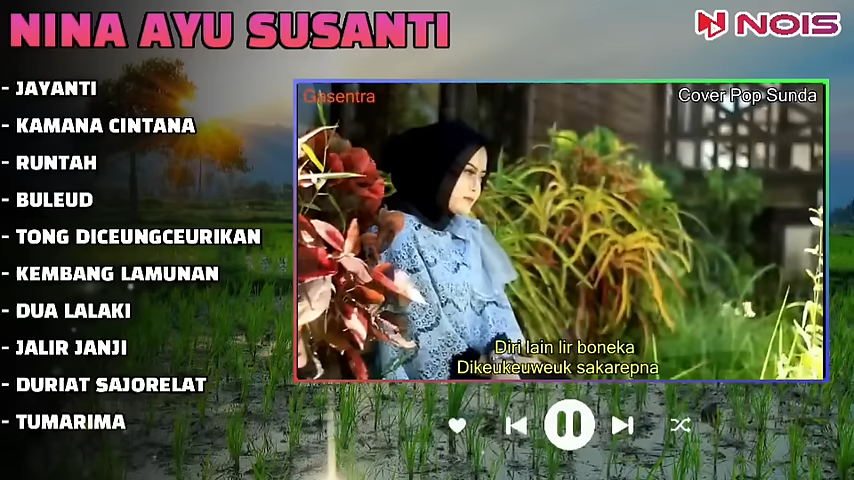 NINA AYU SUSANTI
NOIS
- JAYANTI
- KAMANA CINTANA
- RUNTAH
- BULEUD
- TONG DICEUNGCEURIKAN
- KEMBANG LAMUNAN
- DUA LALAKI
- JALIR JANJI
- DURIAT SAJORELAT
- TUMARIMA
Gasentra
Cover Pop Sunda
Diri lain lir boneka
Dikeukeuweuk sakarepna